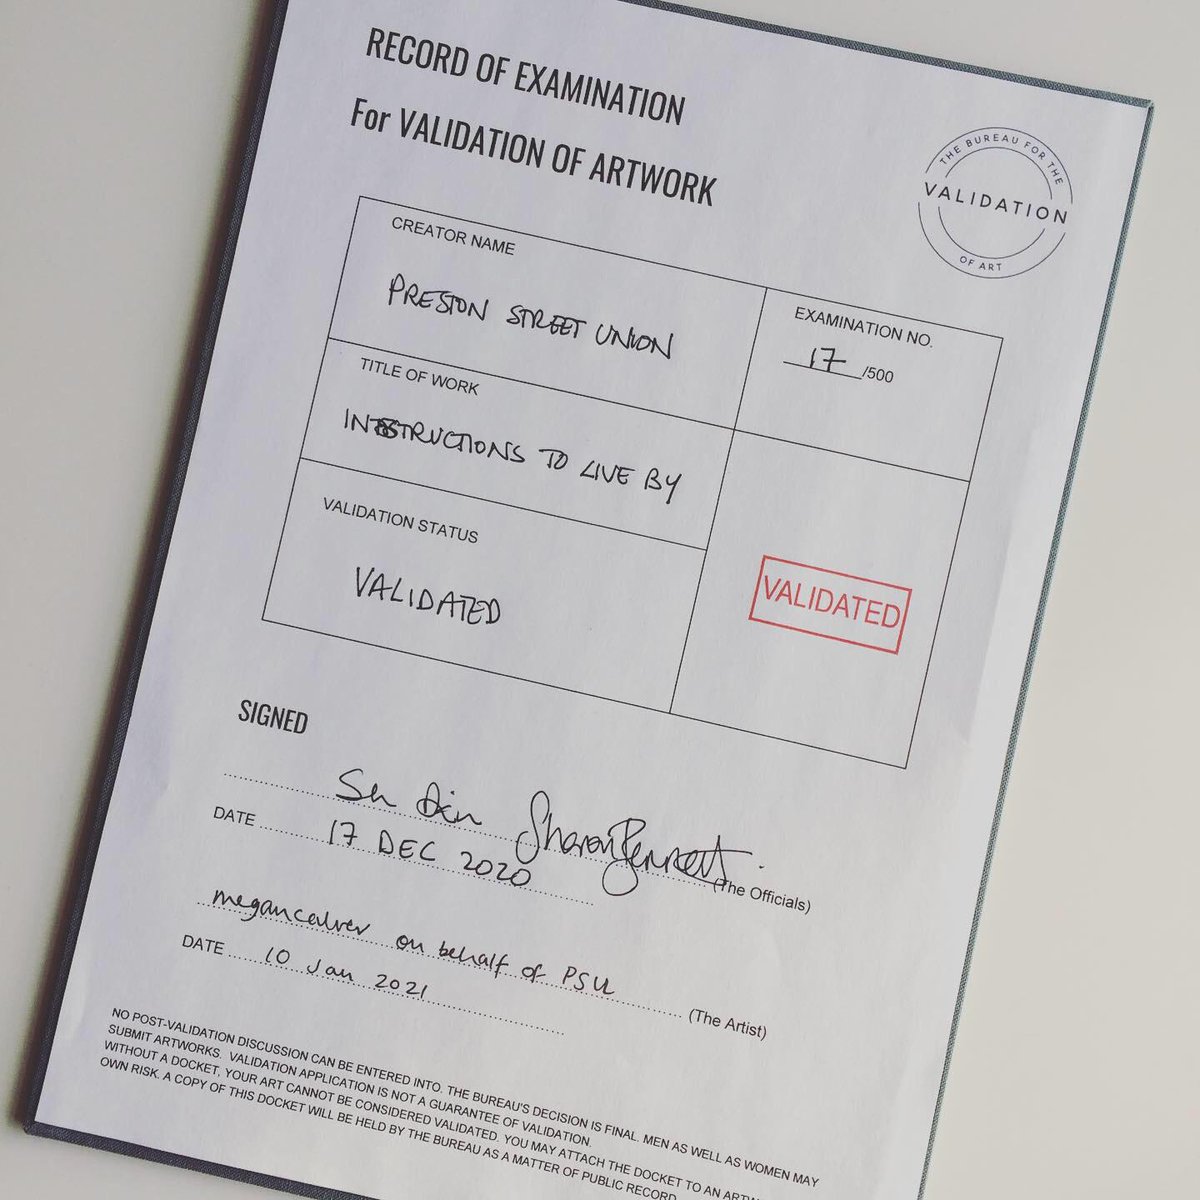 RECORD OF EXAMINATION
For VALIDATION OF ARTWORK
THE BUREAU FOR THE
VALIDATION
OF ART
CREATOR NAME
PRESTON STREET UNION
EXAMINATION NO.
17 /500
TITLE OF WORK
INSTRUCTIONS TO LIVE BY
VALIDATION STATUS
VALIDATED
VALIDATED
SIGNED
Sharon Bennett (The Officials)
DATE 17 DEC 2020
megancalver on behalf of PSU (The Artist)
DATE 10 Jan 2021
NO POST-VALIDATION DISCUSSION CAN BE ENTERED INTO. THE BUREAU'S DECISION IS FINAL. MEN AS WELL AS WOMEN MAY
SUBMIT ARTWORKS. VALIDATION APPLICATION IS NOT A GUARANTEE OF VALIDATION.
WITHOUT A DOCKET, YOUR ART CANNOT BE CONSIDERED VALIDATED. YOU MAY ATTACH THE DOCKET TO AN
OWN RISK. A COPY OF THIS DOCKET WILL BE HELD BY THE BUREAU AS A MATTER OF PUBLIC RECORD